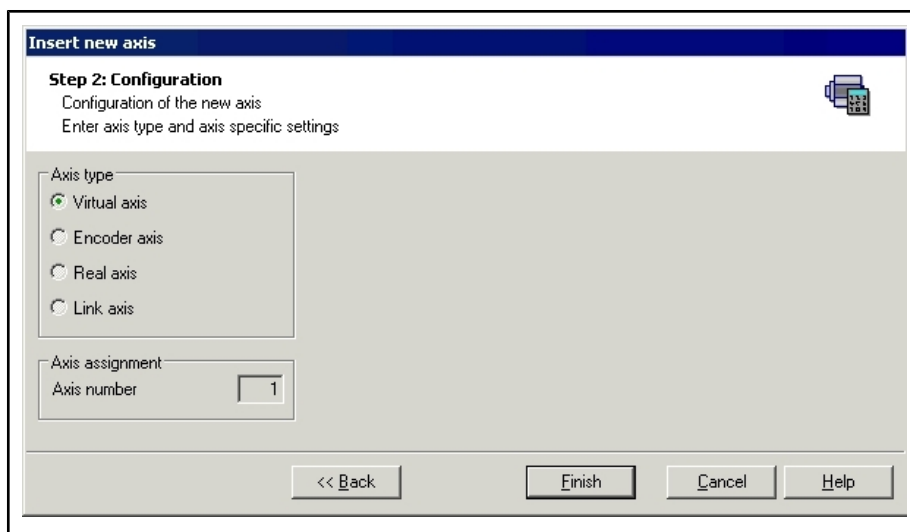 Insert new axis
Step 2: Configuration
Configuration of the new axis
Enter axis type and axis specific settings
Axis type
Virtual axis
Encoder axis
Real axis
Link axis
Axis assignment
Axis number 1
<< Back Finish Cancel Help